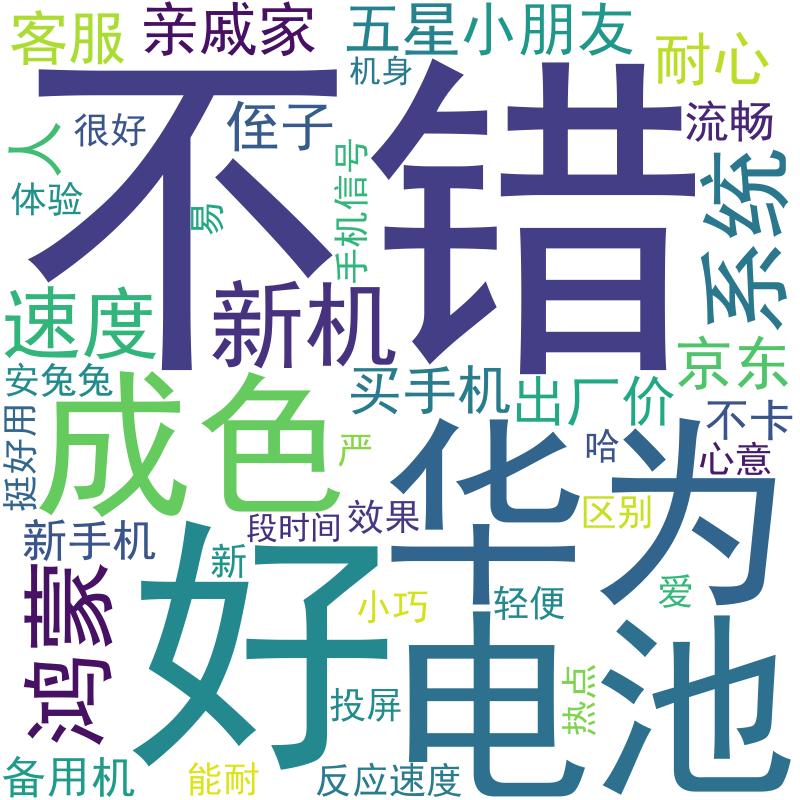 客服
亲戚家
五星
小朋友
耐心
机身
不错
很好
侄子
流畅
人
体验
易
手机信号
系统
速度
新机
京东
安兔兔
买手机
出厂价
不卡
成色
挺好用
严
华为
哈
心意
新手机
段时间
效果
区别
新
好
鸿蒙
小巧
轻便
爱
电池
投屏
热点
备用机
能耐
反应速度